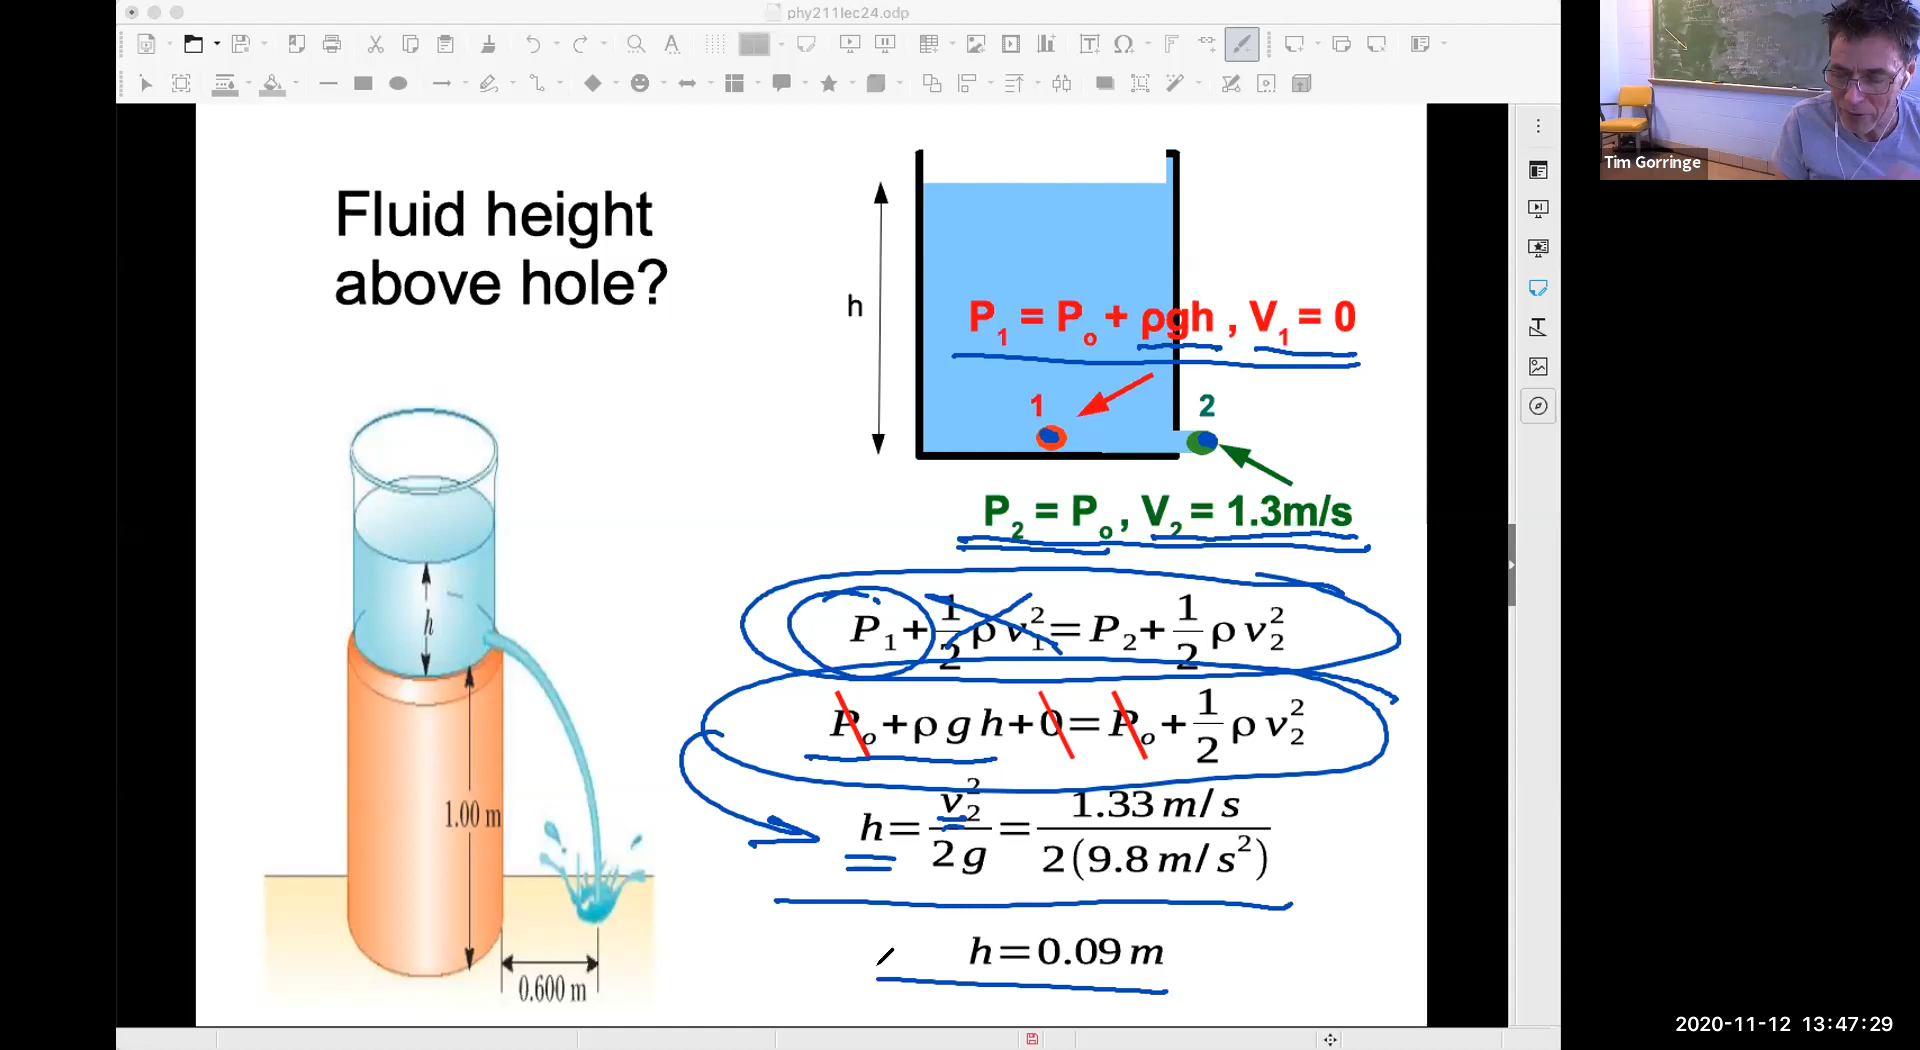 phy211lec24.odp
Tim Gorringe
Fluid height
above hole?
h
P₁ = Pₒ + ρgh , V₁ = 0
1
2
P₂ = Pₒ , V₂ = 1.3m/s
P₁ + 1/2 ρ v₁² = P₂ + 1/2 ρ v₂²
Pₒ + ρ g h + 0 = Pₒ + 1/2 ρ v₂²
h = v₂² / 2 g = 1.33 m/s / 2(9.8 m/s²)
h = 0.09 m
h
1.00 m
0.600 m
2020-11-12 13:47:29